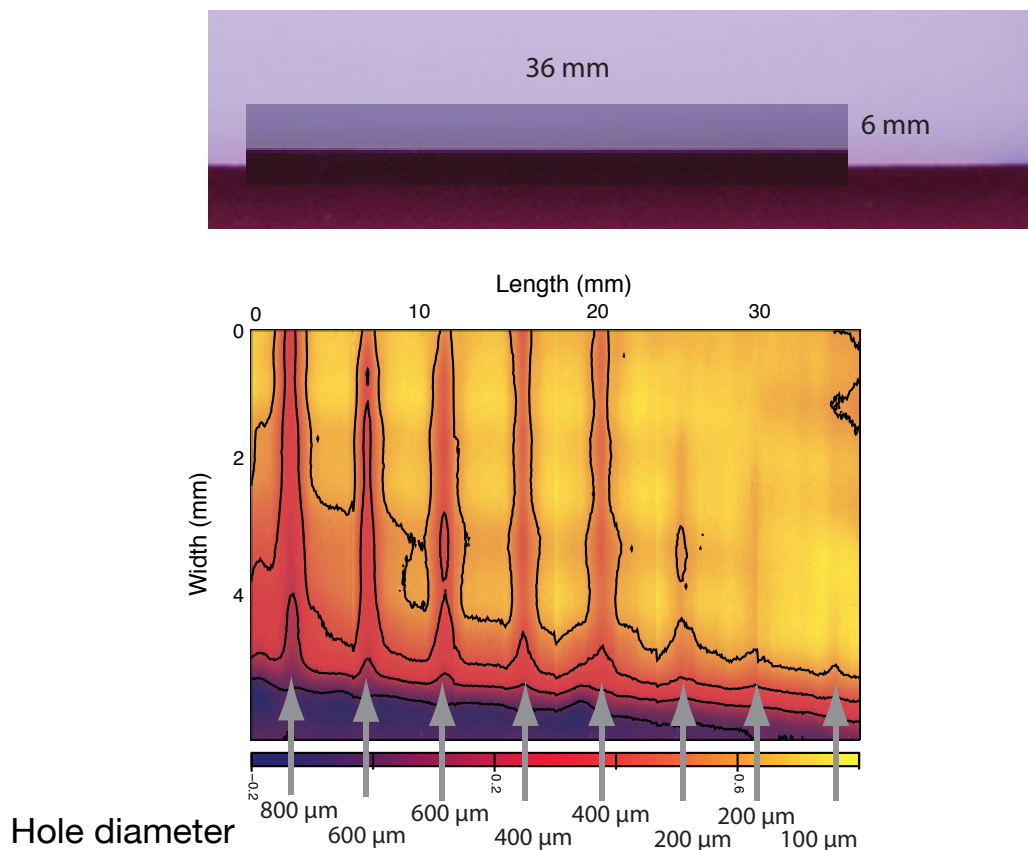 36 mm
6 mm
Length (mm)
0 10 20 30
Width (mm)
0
2
4
-0.2 0.2 0.6
800 µm 600 µm 400 µm 200 µm
600 µm 400 µm 200 µm 100 µm
Hole diameter